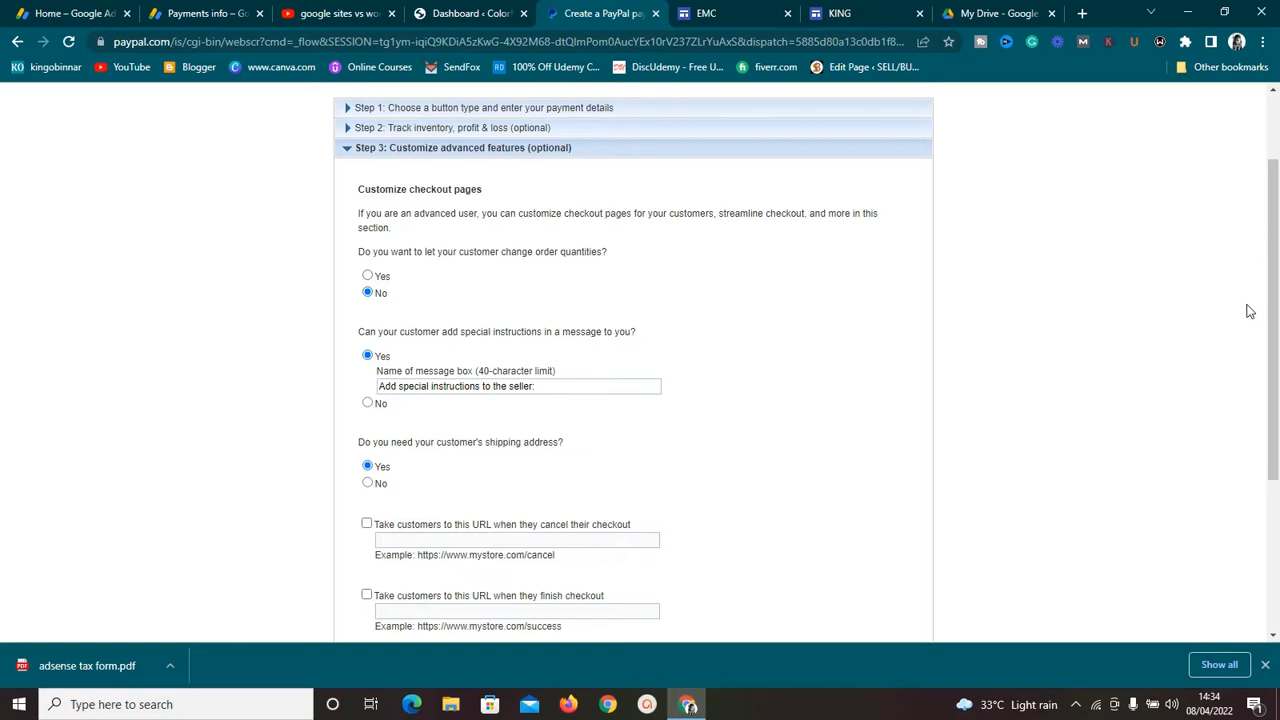 Home – Google Ad
Payments info – Go
google sites vs wo
Dashboard ‹ Colorl
Create a PayPal pay
EMC
KING
My Drive - Google
paypal.com/is/cgi-bin/webscr?cmd=_flow&SESSION=tg1ym-iqiQ9KDiA5zKwG-4X92M68-dtQlmPom0AucYEx10rV237ZLrYuAxS&dispatch=5885d80a13c0db1f8...
KO kingobinnar
YouTube
Blogger
www.canva.com
Online Courses
SendFox
RD 100% Off Udemy C...
DiscUdemy - Free U...
fi fiverr.com
Edit Page ‹ SELL/BU...
Other bookmarks
Step 1: Choose a button type and enter your payment details
Step 2: Track inventory, profit & loss (optional)
Step 3: Customize advanced features (optional)
Customize checkout pages
If you are an advanced user, you can customize checkout pages for your customers, streamline checkout, and more in this
section.
Do you want to let your customer change order quantities?
Yes
No
Can your customer add special instructions in a message to you?
Yes
Name of message box (40-character limit)
Add special instructions to the seller:
No
Do you need your customer's shipping address?
Yes
No
Take customers to this URL when they cancel their checkout
Example: https://www.mystore.com/cancel
Take customers to this URL when they finish checkout
Example: https://www.mystore.com/success
adsense tax form.pdf
Show all
Type here to search
33°C Light rain
14:34
08/04/2022